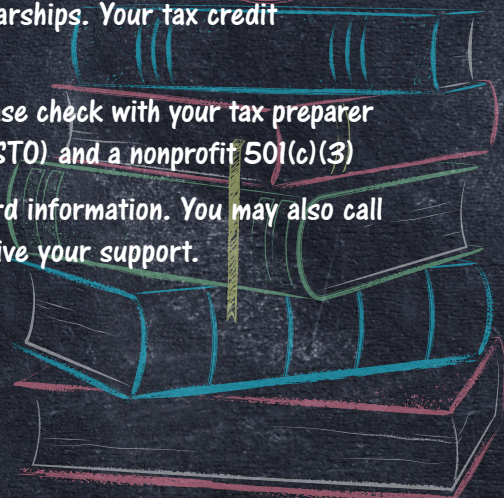 arships. Your tax credit
se check with your tax preparer
STO) and a nonprofit 501(c)(3)
rd information. You may also call
ive your support.